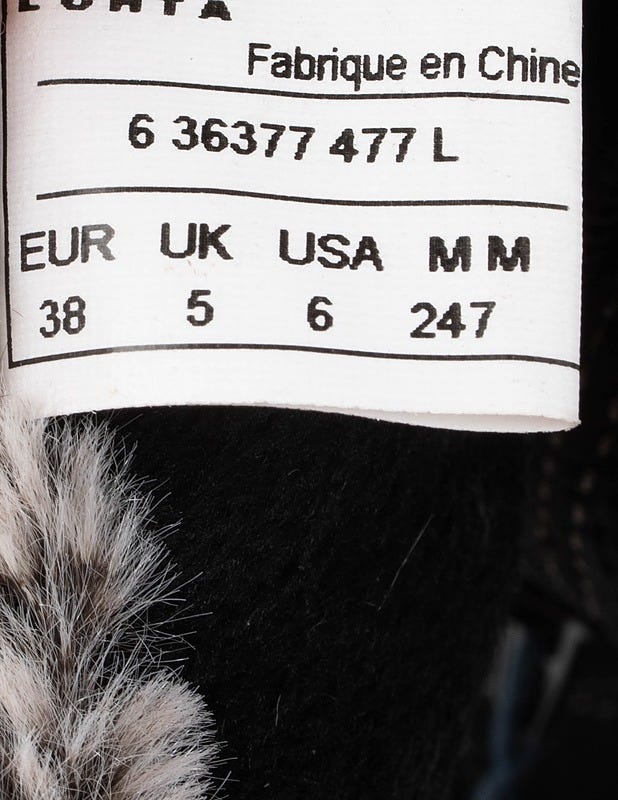 Fabrique en Chine
6 36377 477 L
EUR UK USA MM
38 5 6 247